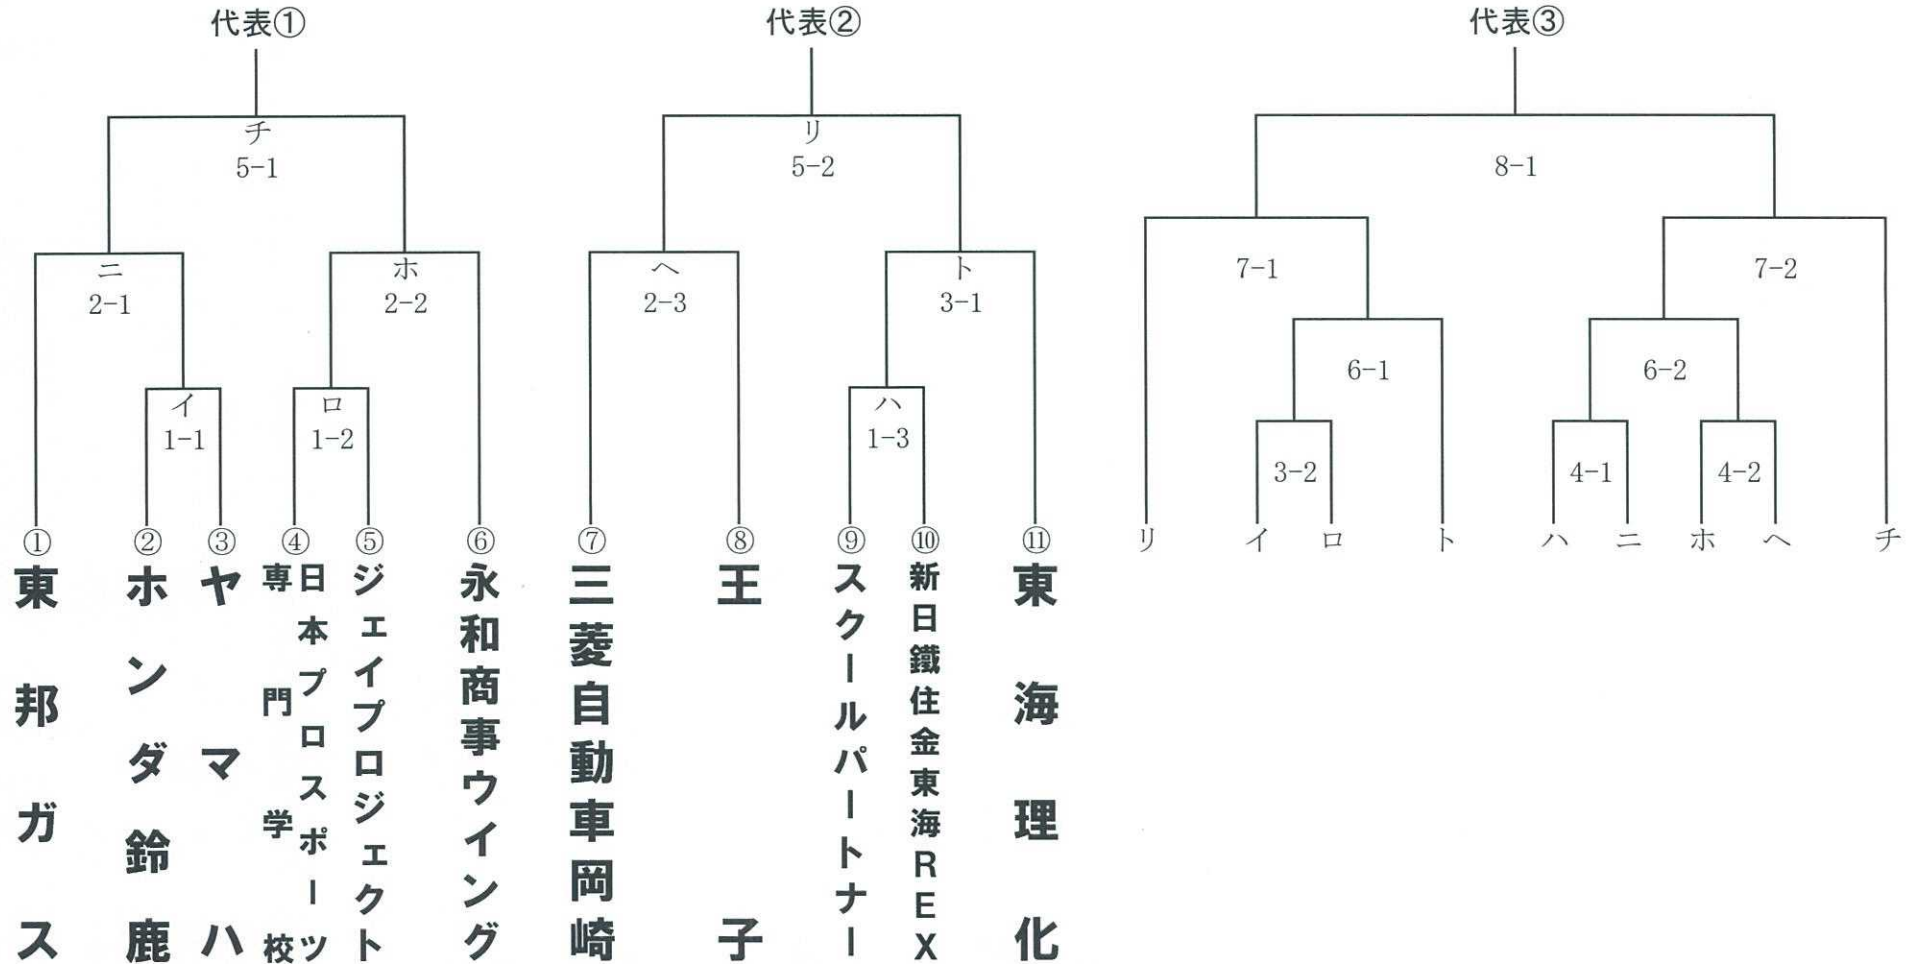 代表①
代表②
代表③
チ
5-1
リ
5-2
8-1
ニ
2-1
ホ
2-2
ヘ
2-3
ト
3-1
7-1
7-2
イ
1-1
ロ
1-2
ハ
1-3
6-1
6-2
3-2
4-1
4-2
リ
イ
ロ
ト
ハ
ニ
ホ
ヘ
チ
①
東邦ガス
②
ホンダ鈴鹿
③
ヤマハ
④
日本プロスポーツ
専門学校
⑤
ジェイプロジェクト
⑥
永和商事ウイング
⑦
三菱自動車岡崎
⑧
王子
⑨
スクールパートナー
⑩
新日鐵住金東海REX
⑪
東海理化